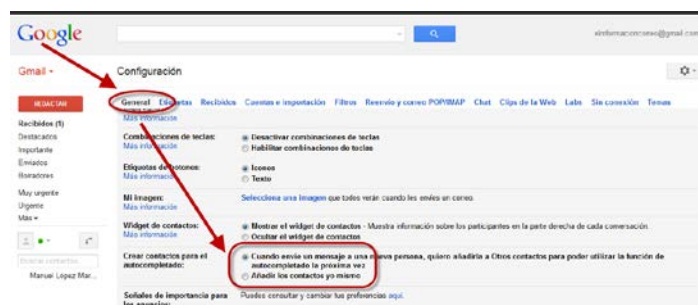 Google
Gmail
Configuración
REDACTAR
General Etiquetas Recibidos Cuentas e importación Filtros Reenvío y correo POP/IMAP Chat Clips de la Web Labs Sin conexión Temas
Más información
Recibidos (1)
Destacados
Importante
Enviados
Borradores
Muy urgente
Urgente
Más
Buscar contactos...
Manuel Lopez Mar...
Combinaciones de teclas:
Más información
Desactivar combinaciones de teclas
Habilitar combinaciones de teclas
Etiquetas de botones:
Más información
Iconos
Texto
Mi imagen:
Más información
Selecciona una imagen que todos verán cuando les envíes un correo.
Widget de contactos:
Más información
Mostrar el widget de contactos - Muestra información sobre los participantes en la parte derecha de cada conversación.
Ocultar el widget de contactos
Crear contactos para el
autocompletado:
Cuando envíe un mensaje a una nueva persona, quiero añadirla a Otros contactos para poder utilizar la función de
autocompletado la próxima vez
Añadir los contactos yo mismo
Señales de importancia para
los anuncios:
Puedes consultar y cambiar tus preferencias aquí.